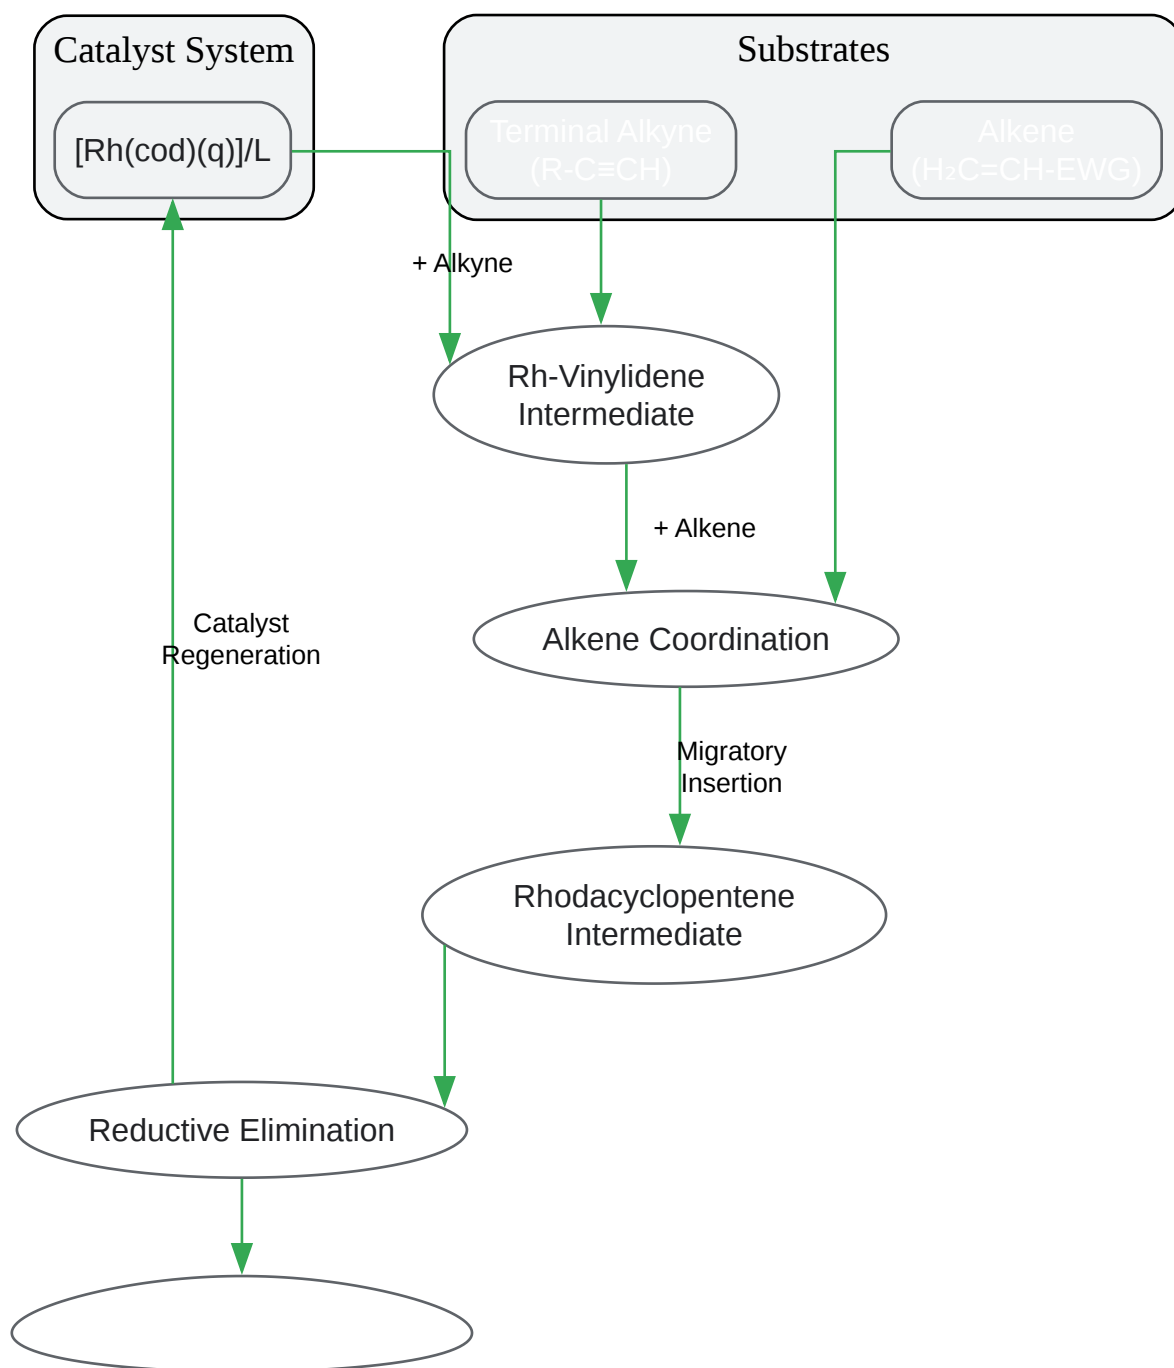 Catalyst System
Substrates
[Rh(cod)(q)]/L
Terminal Alkyne
(R-C≡CH)
Alkene
(H₂C=CH-EWG)
+ Alkyne
Rh-Vinylidene
Intermediate
+ Alkene
Alkene Coordination
Catalyst
Regeneration
Migratory
Insertion
Rhodacyclopentene
Intermediate
Reductive Elimination